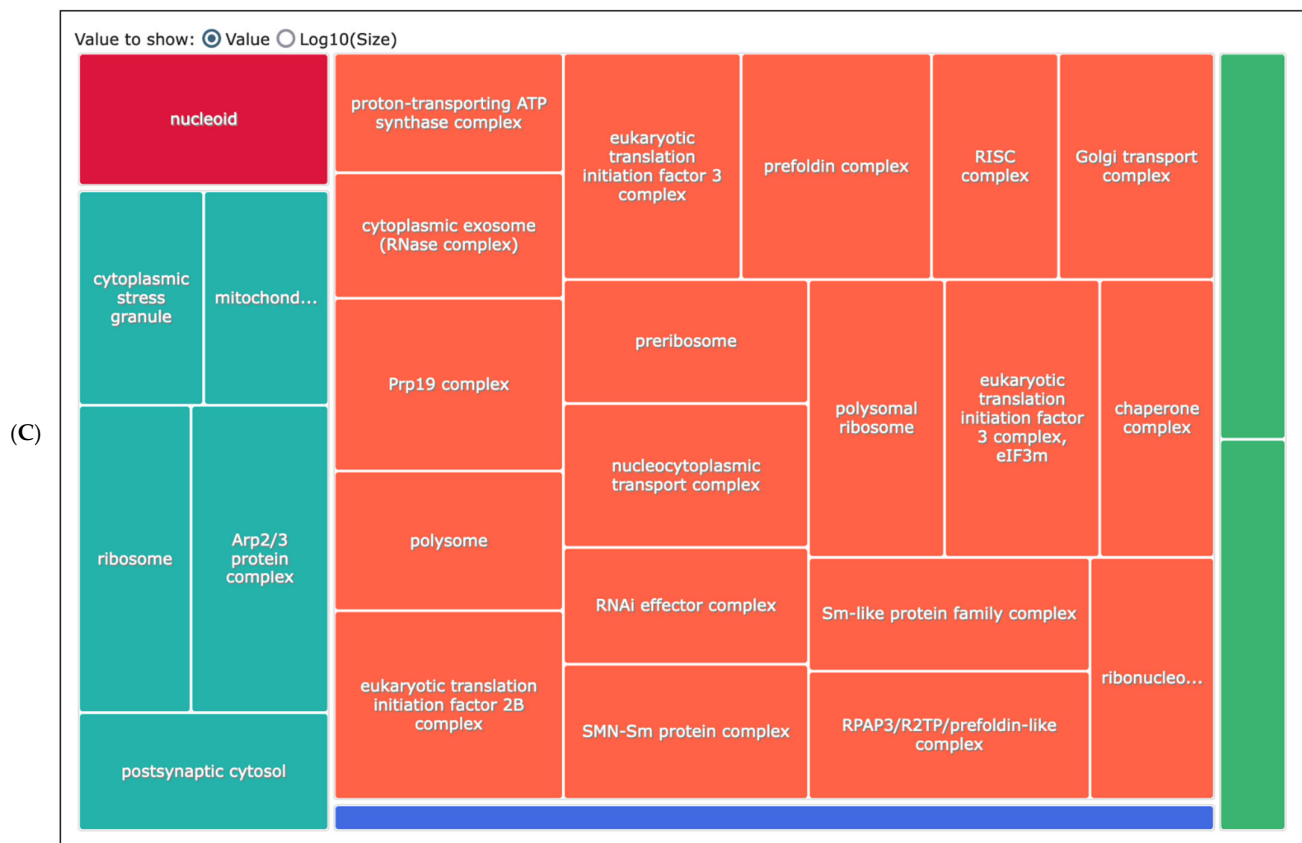 Value to show: Value Log10(Size)
nucleoid
cytoplasmic
stress
granule
mitochond...
ribosome
Arp2/3
protein
complex
postsynaptic cytosol
(C)
proton-transporting ATP
synthase complex
cytoplasmic exosome
(RNase complex)
Prp19 complex
polysome
eukaryotic translation
initiation factor 2B
complex
eukaryotic
translation
initiation factor 3
complex
prefoldin complex
RISC
complex
Golgi transport
complex
preribosome
nucleocytoplasmic
transport complex
RNAi effector complex
SMN-Sm protein complex
polysomal
ribosome
eukaryotic
translation
initiation factor
3 complex,
eIF3m
chaperone
complex
Sm-like protein family complex
RPAP3/R2TP/prefoldin-like
complex
ribonucleo...